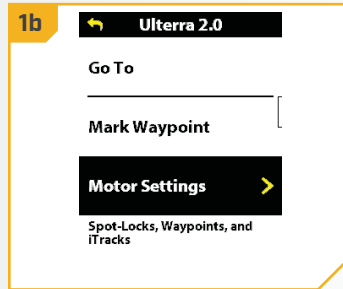 1b
Ulterra 2.0
Go To
Mark Waypoint
Motor Settings
Spot-Locks, Waypoints, and
iTracks